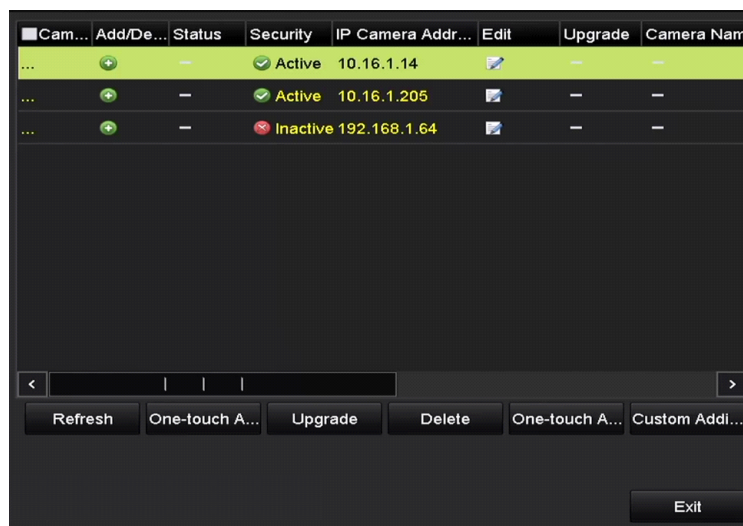 Cam... Add/De... Status Security IP Camera Addr... Edit Upgrade Camera Nam
... Active 10.16.1.14
... Active 10.16.1.205
... Inactive 192.168.1.64
Refresh One-touch A... Upgrade Delete One-touch A... Custom Addi...
Exit